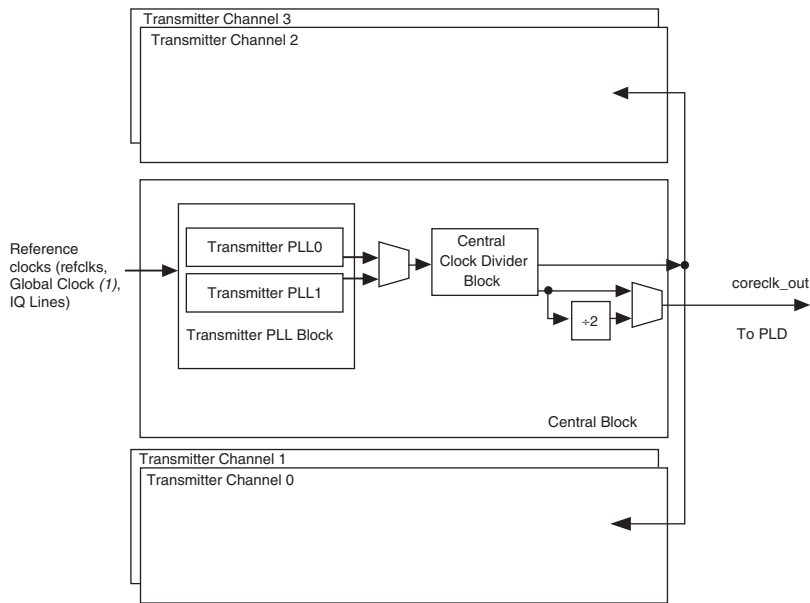 Transmitter Channel 3
Transmitter Channel 2
Reference
clocks (refclks,
Global Clock (1),
IQ Lines)
Transmitter PLL0
Transmitter PLL1
Transmitter PLL Block
Central
Clock Divider
Block
÷2
coreclk_out
To PLD
Central Block
Transmitter Channel 1
Transmitter Channel 0